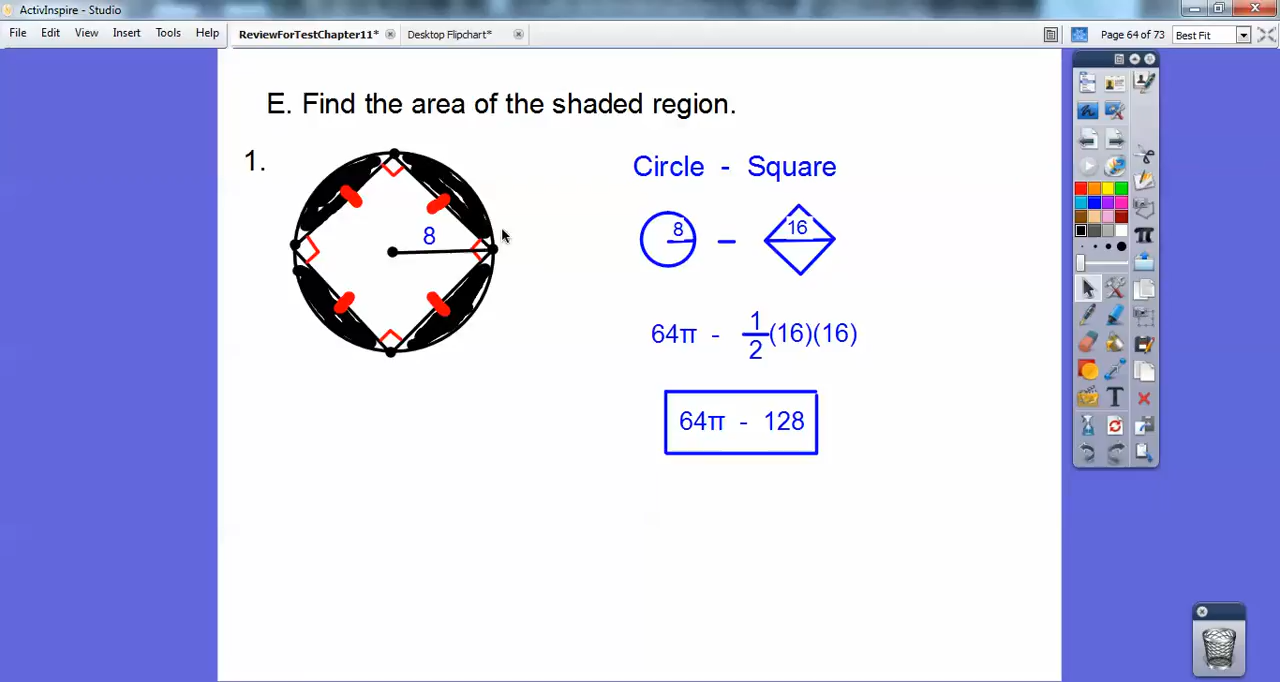 ActivInspire - Studio
File Edit View Insert Tools Help
ReviewForTestChapter11*
Desktop Flipchart*
Page 64 of 73
Best Fit
E. Find the area of the shaded region.
1.
8
Circle - Square
8 - 16
64π - 1/2(16)(16)
64π - 128